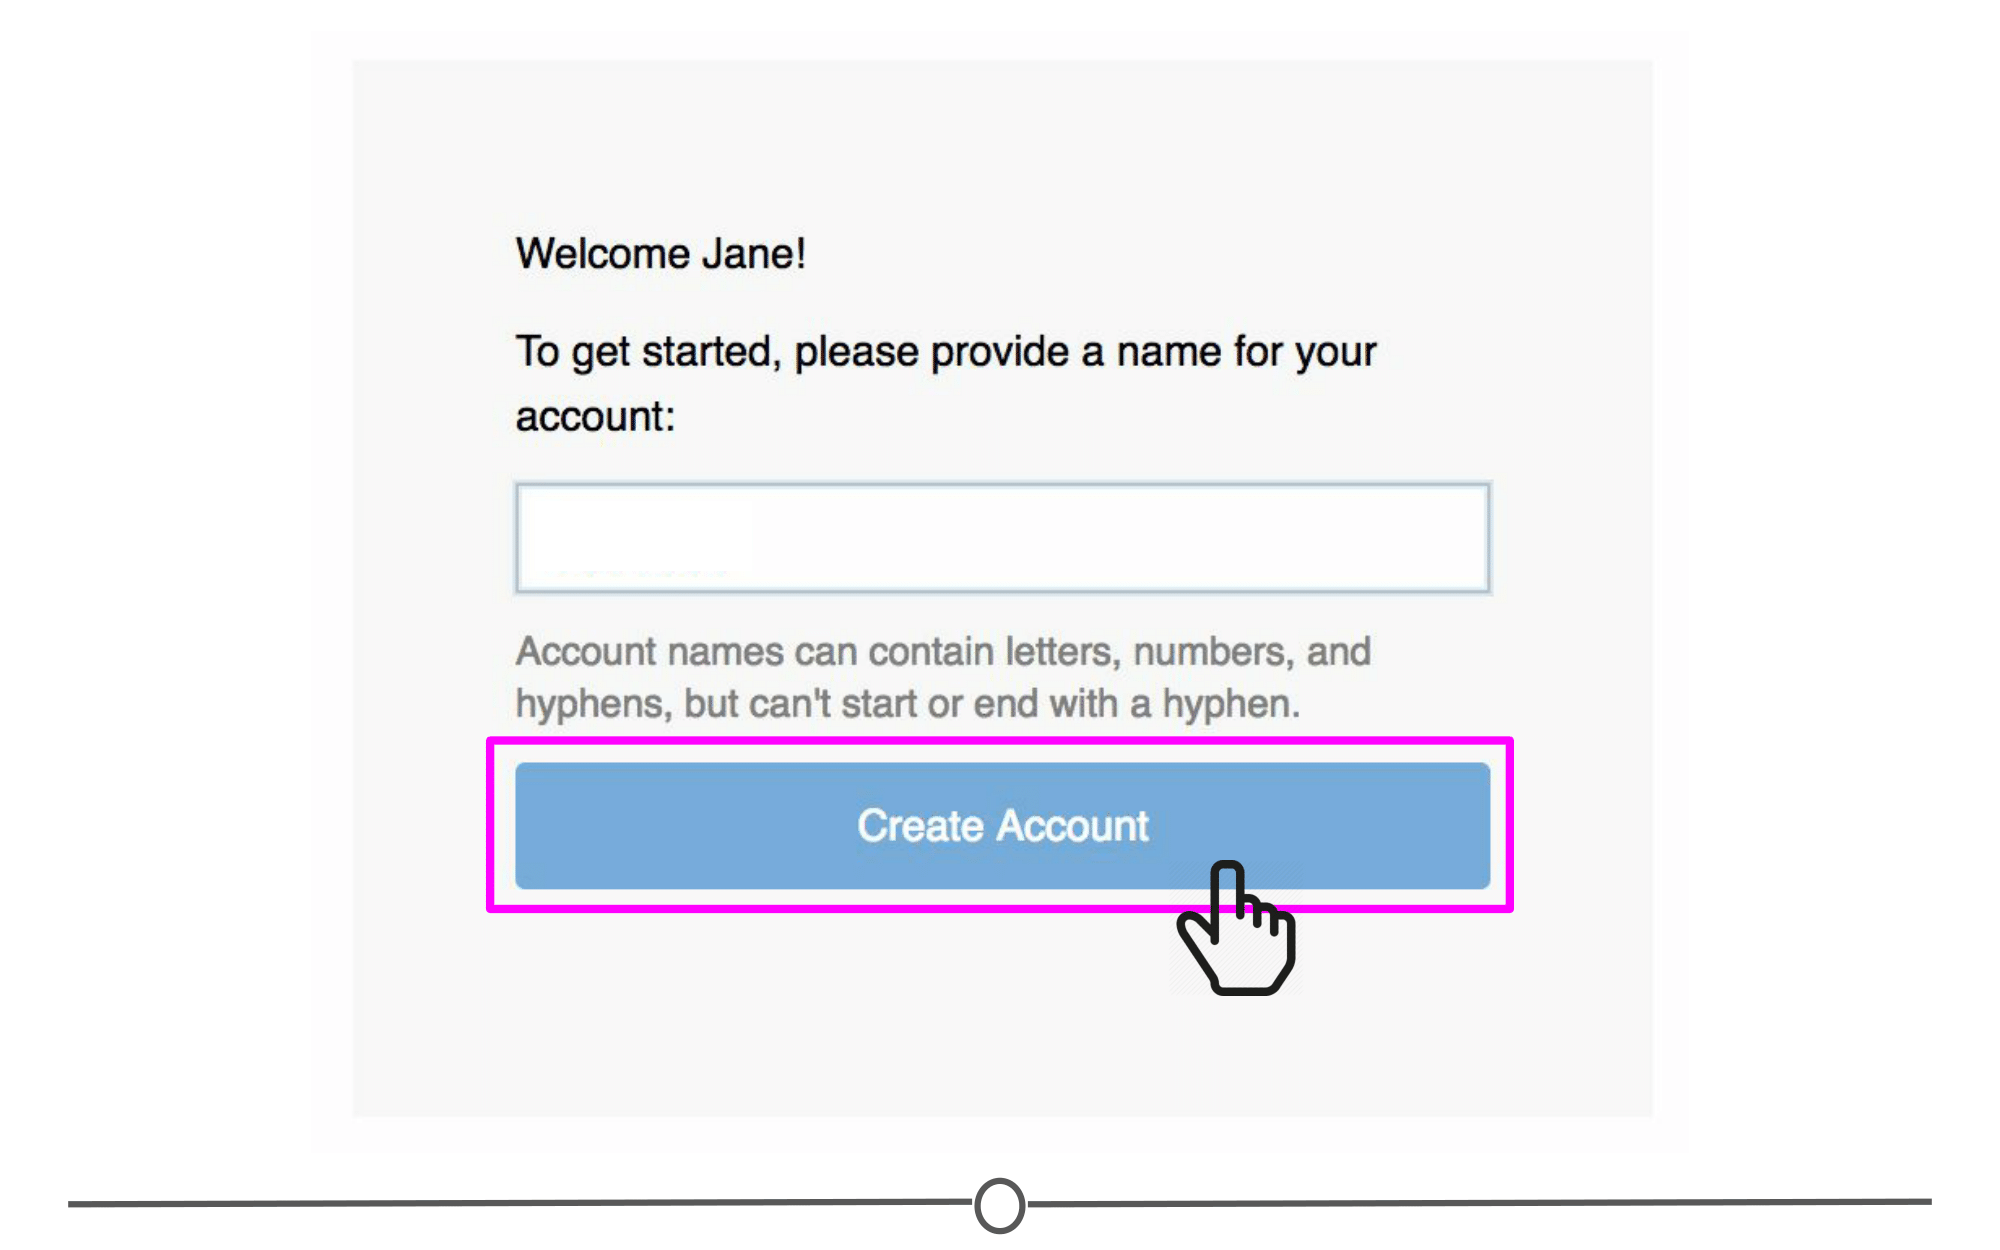 Welcome Jane!
To get started, please provide a name for your
account:
Account names can contain letters, numbers, and
hyphens, but can't start or end with a hyphen.
Create Account